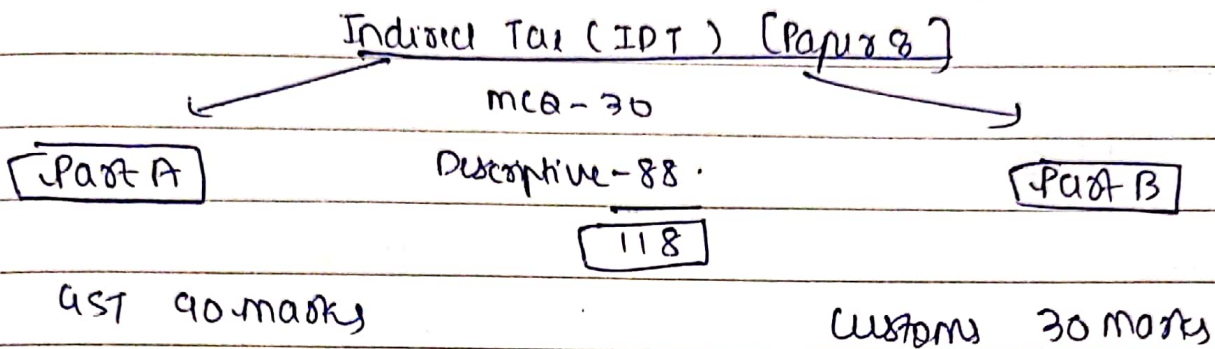 Indirect Tax (IDT) [Paper 8]
MCQ - 30
Part A Descriptive - 88. Part B
118
GST 90 marks Customs 30 marks